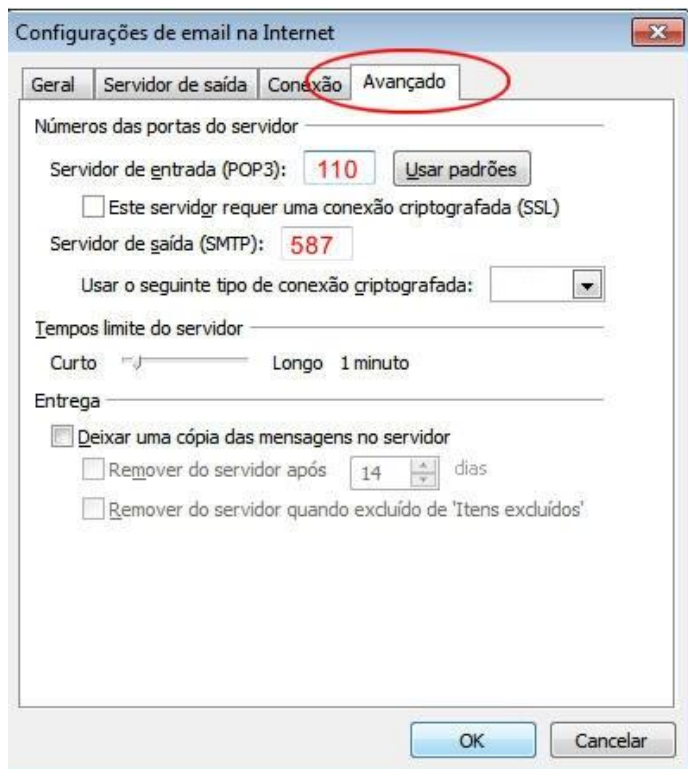 Configurações de email na Internet
Geral Servidor de saída Conexão Avançado
Números das portas do servidor
Servidor de entrada (POP3): 110 Usar padrões
Este servidor requer uma conexão criptografada (SSL)
Servidor de saída (SMTP): 587
Usar o seguinte tipo de conexão criptografada:
Tempos limite do servidor
Curto Longo 1 minuto
Entrega
Deixar uma cópia das mensagens no servidor
Remover do servidor após 14 dias
Remover do servidor quando excluído de 'Itens excluídos'
OK Cancelar